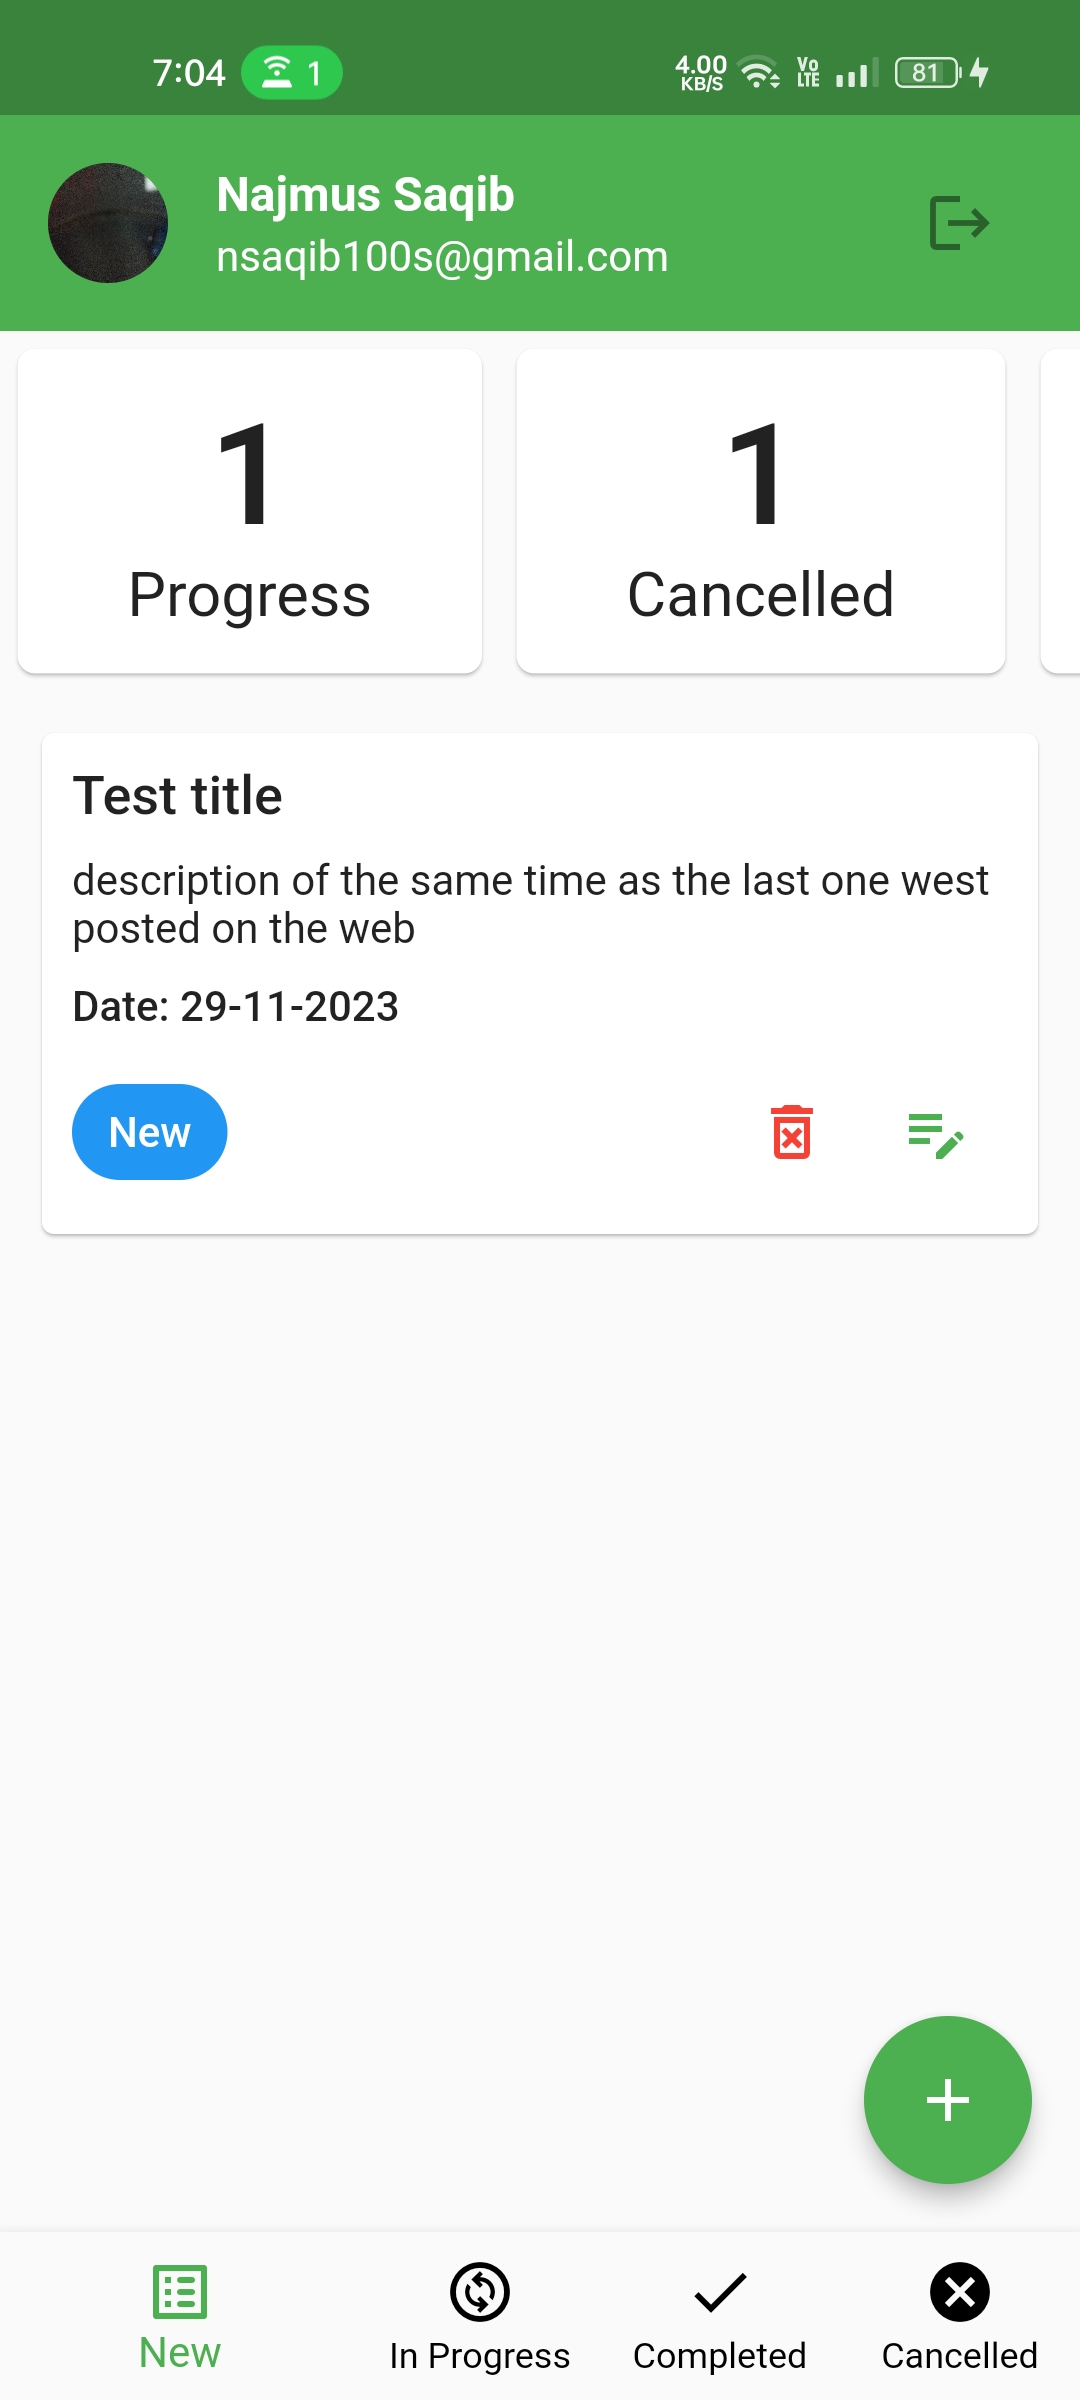 7:04 1 4.00 KB/S Vo LTE 81
Najmus Saqib
nsaqib100s@gmail.com
1 1
Progress Cancelled
Test title
description of the same time as the last one west
posted on the web
Date: 29-11-2023
New
New In Progress Completed Cancelled